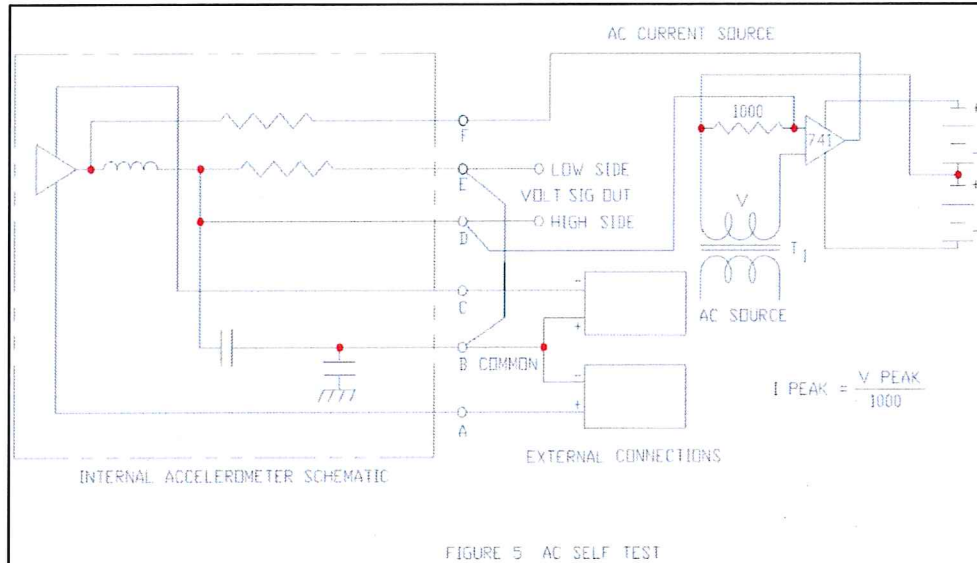 AC CURRENT SOURCE
1000
741
F
E
LOW SIDE
VOLT SIG OUT
HIGH SIDE
D
V
T1
AC SOURCE
C
-
+
B COMMON
-
+
A
+
-
+
-
I PEAK = V PEAK
1000
INTERNAL ACCELEROMETER SCHEMATIC
EXTERNAL CONNECTIONS
FIGURE 5 AC SELF TEST